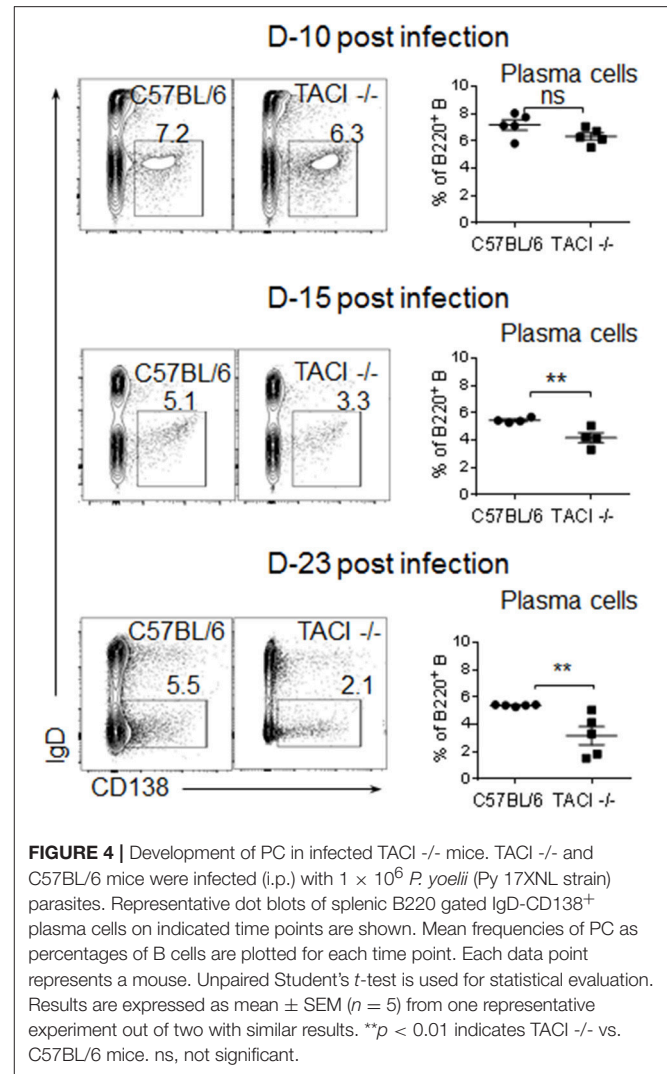 D-10 post infection
C57BL/6
7.2
TACI -/-
6.3
Plasma cells
ns
% of B220⁺ B
10
8
6
4
2
0
C57BL/6 TACI -/-
D-15 post infection
C57BL/6
5.1
TACI -/-
3.3
Plasma cells
**
% of B220⁺ B
10
8
6
4
2
0
C57BL/6 TACI -/-
D-23 post infection
C57BL/6
5.5
TACI -/-
2.1
Plasma cells
**
% of B220⁺ B
10
8
6
4
2
0
C57BL/6 TACI -/-
IgD
CD138
FIGURE 4 | Development of PC in infected TACI -/- mice. TACI -/- and
C57BL/6 mice were infected (i.p.) with 1 × 10⁶ P. yoelii (Py 17XNL strain)
parasites. Representative dot blots of splenic B220 gated IgD-CD138⁺
plasma cells on indicated time points are shown. Mean frequencies of PC as
percentages of B cells are plotted for each time point. Each data point
represents a mouse. Unpaired Student's t-test is used for statistical evaluation.
Results are expressed as mean ± SEM (n = 5) from one representative
experiment out of two with similar results. **p < 0.01 indicates TACI -/- vs.
C57BL/6 mice. ns, not significant.